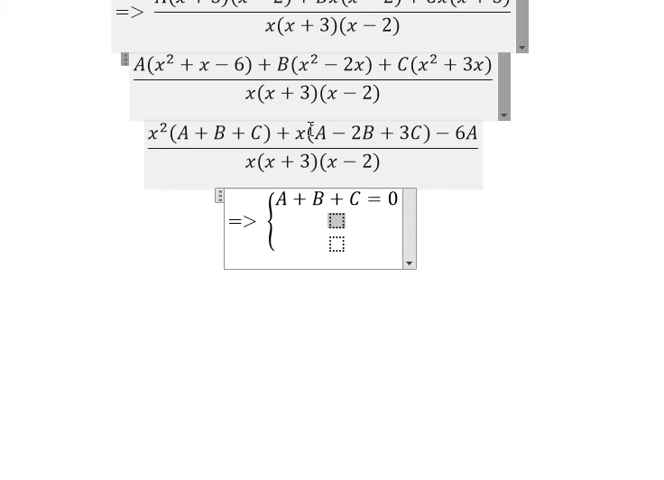 =>
x(x + 3)(x − 2)
A(x² + x − 6) + B(x² − 2x) + C(x² + 3x)
x(x + 3)(x − 2)
x²(A + B + C) + x(A − 2B + 3C) − 6A
x(x + 3)(x − 2)
A + B + C = 0
=> {